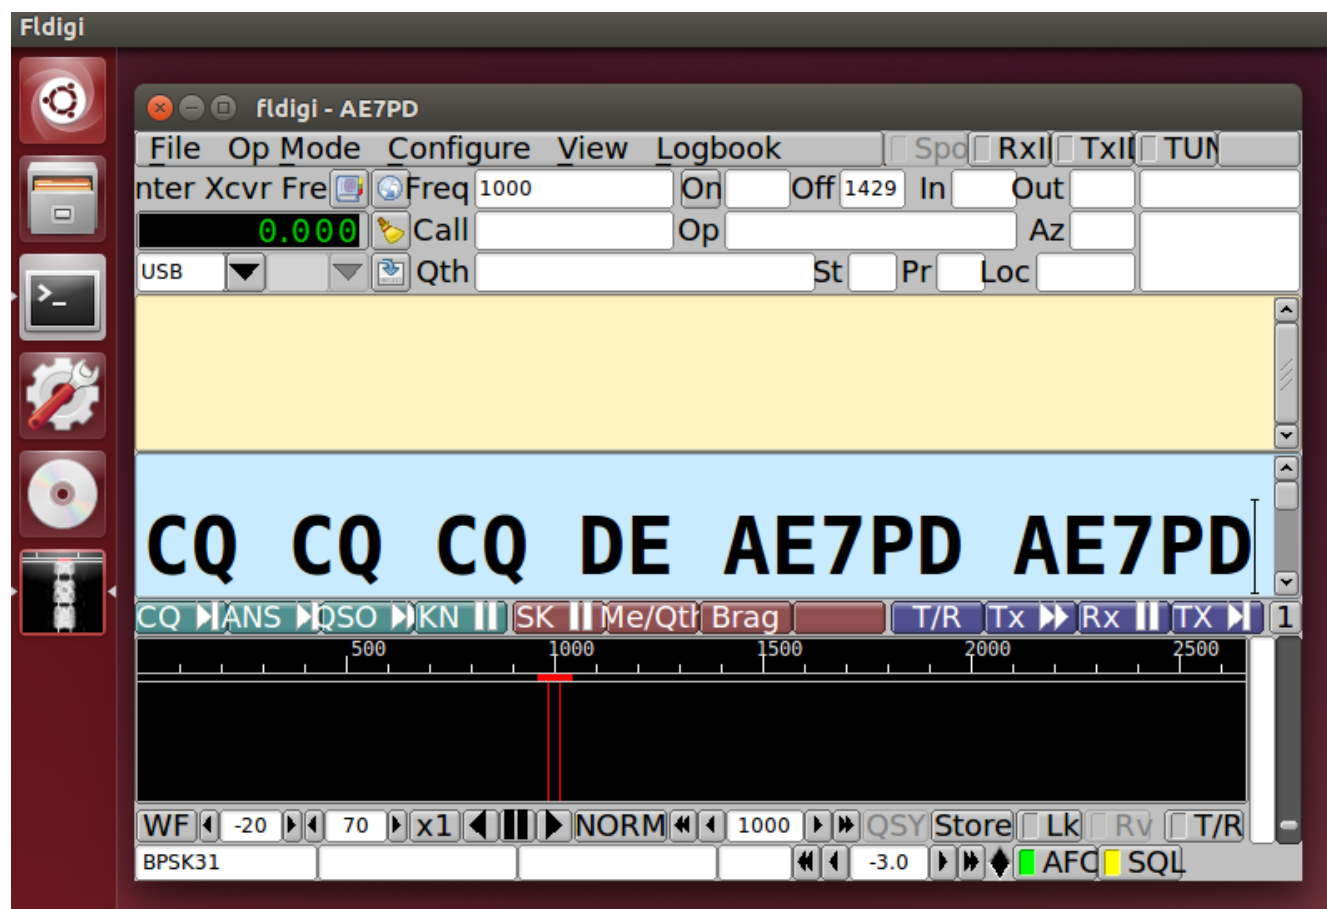 Fldigi
fldigi - AE7PD
File Op Mode Configure View Logbook Spo RxII TxII TUN
nter Xcvr Fre Freq 1000 On Off 1429 In Out
0.000 Call Op Az
USB Qth St Pr Loc
>_
CQ CQ CQ DE AE7PD AE7PD
CQ ANS QSO KN SK Me/Qth Brag T/R Tx Rx TX 1
500 1000 1500 2000 2500
WF -20 70 x1 NORM 1000 QSY Store Lk Rv T/R
BPSK31 -3.0 AFC SQL